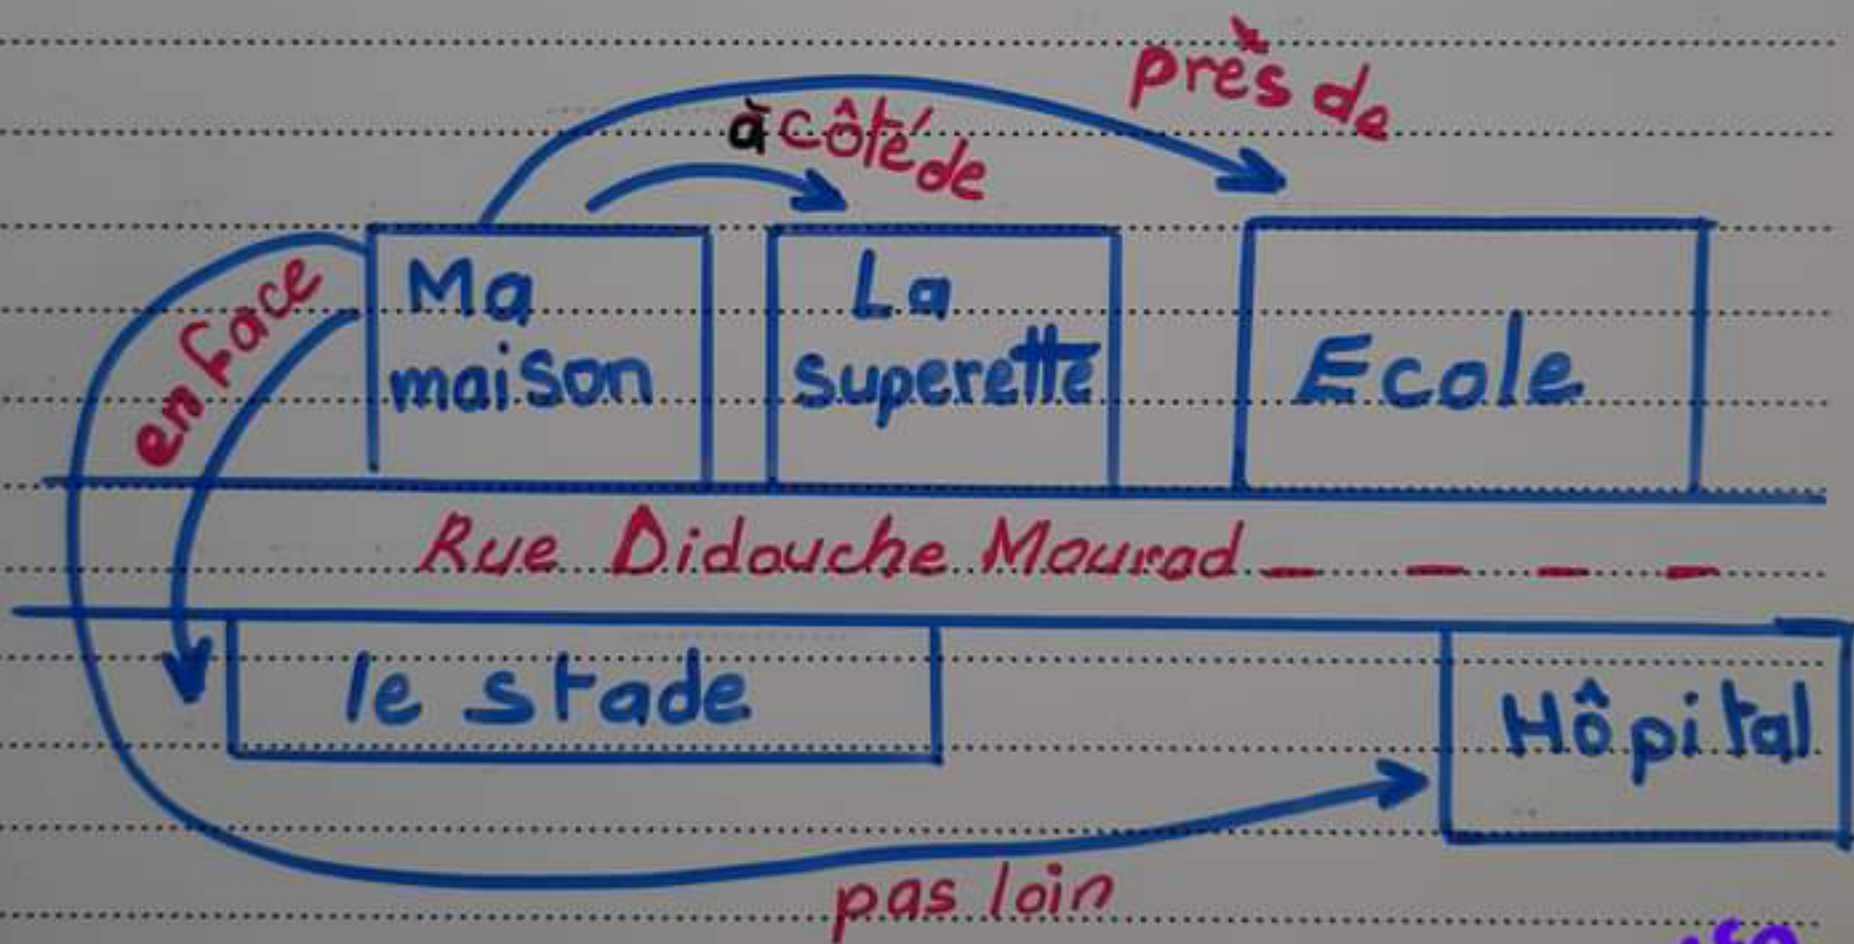 près de
à côté de
en face
Ma
maison
La
superette
Ecole
Rue Didouche Mourad
le stade
Hôpital
pas loin